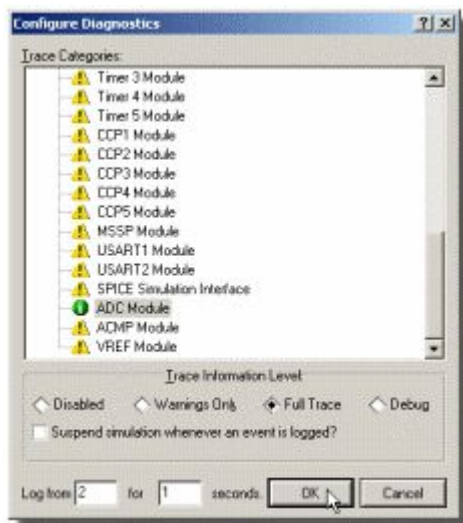 Configure Diagnostics
Trace Categories:
Timer 3 Module
Timer 4 Module
Timer 5 Module
CCP1 Module
CCP2 Module
CCP3 Module
CCP4 Module
CCP5 Module
MSSP Module
USART1 Module
USART2 Module
SPICE Simulation Interface
ADC Module
ACMP Module
VREF Module
Trace Information Level:
Disabled Warnings Only Full Trace Debug
Suspend simulation whenever an event is logged?
Log from 2 for 1 seconds. OK Cancel